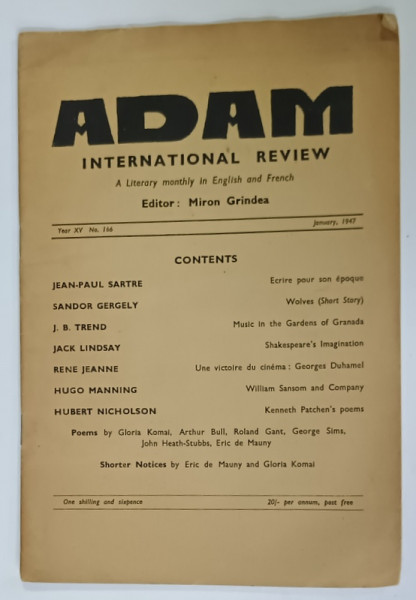 ADAM
INTERNATIONAL REVIEW
A Literary monthly in English and French
Editor: Miron Grindea
Year XV No. 166 January, 1947
CONTENTS
JEAN-PAUL SARTRE Ecrire pour son époque
SANDOR GERGELY Wolves (Short Story)
J. B. TREND Music in the Gardens of Granada
JACK LINDSAY Shakespeare's Imagination
RENE JEANNE Une victoire du cinéma: Georges Duhamel
HUGO MANNING William Sansom and Company
HUBERT NICHOLSON Kenneth Patchen's poems
Poems by Gloria Komai, Arthur Bull, Roland Gant, George Sims,
John Heath-Stubbs, Eric de Mauny
Shorter Notices by Eric de Mauny and Gloria Komai
One shilling and sixpence 20/- per annum, post free